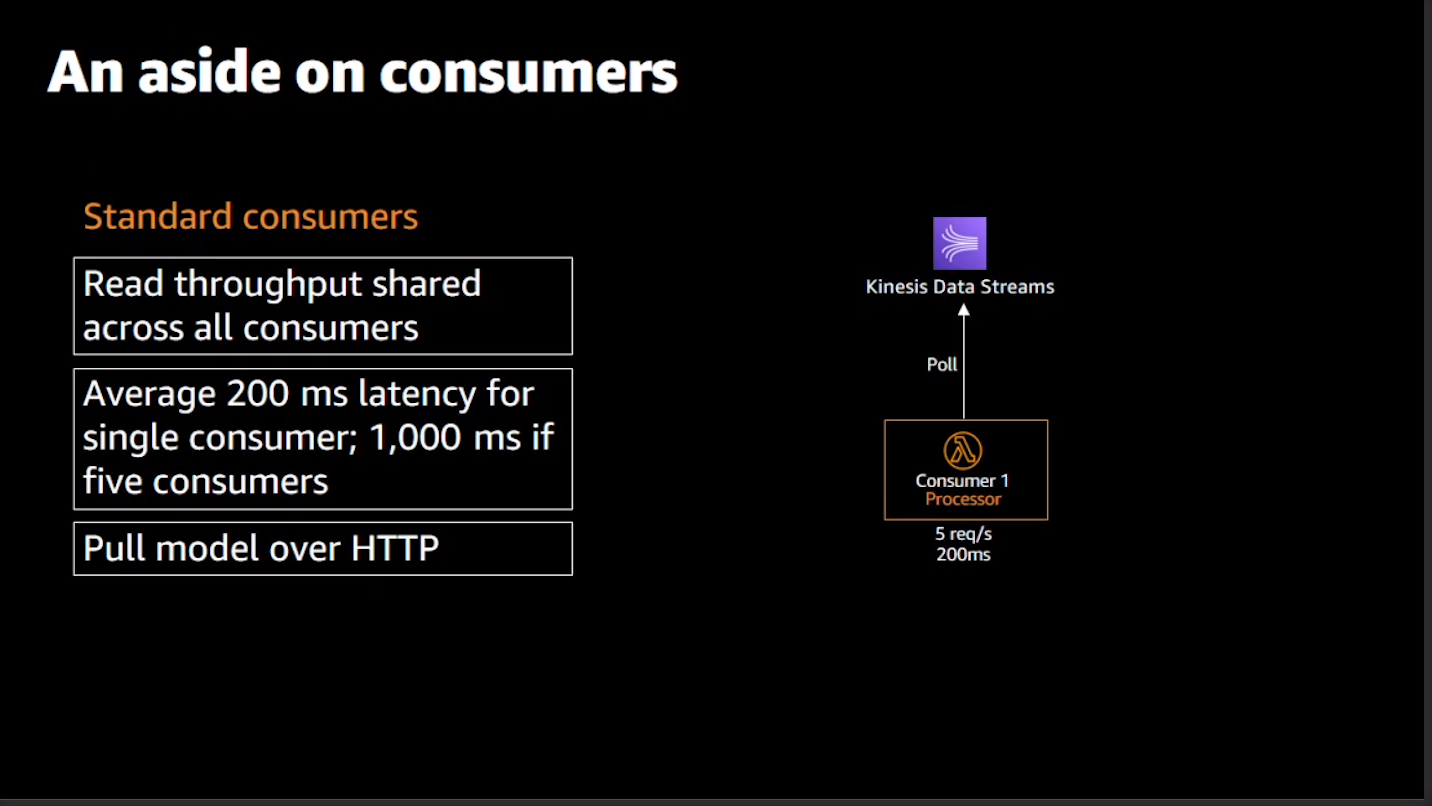 An aside on consumers
Standard consumers
Read throughput shared
across all consumers
Average 200 ms latency for
single consumer; 1,000 ms if
five consumers
Pull model over HTTP
Kinesis Data Streams
Poll
Consumer 1
Processor
5 req/s
200ms